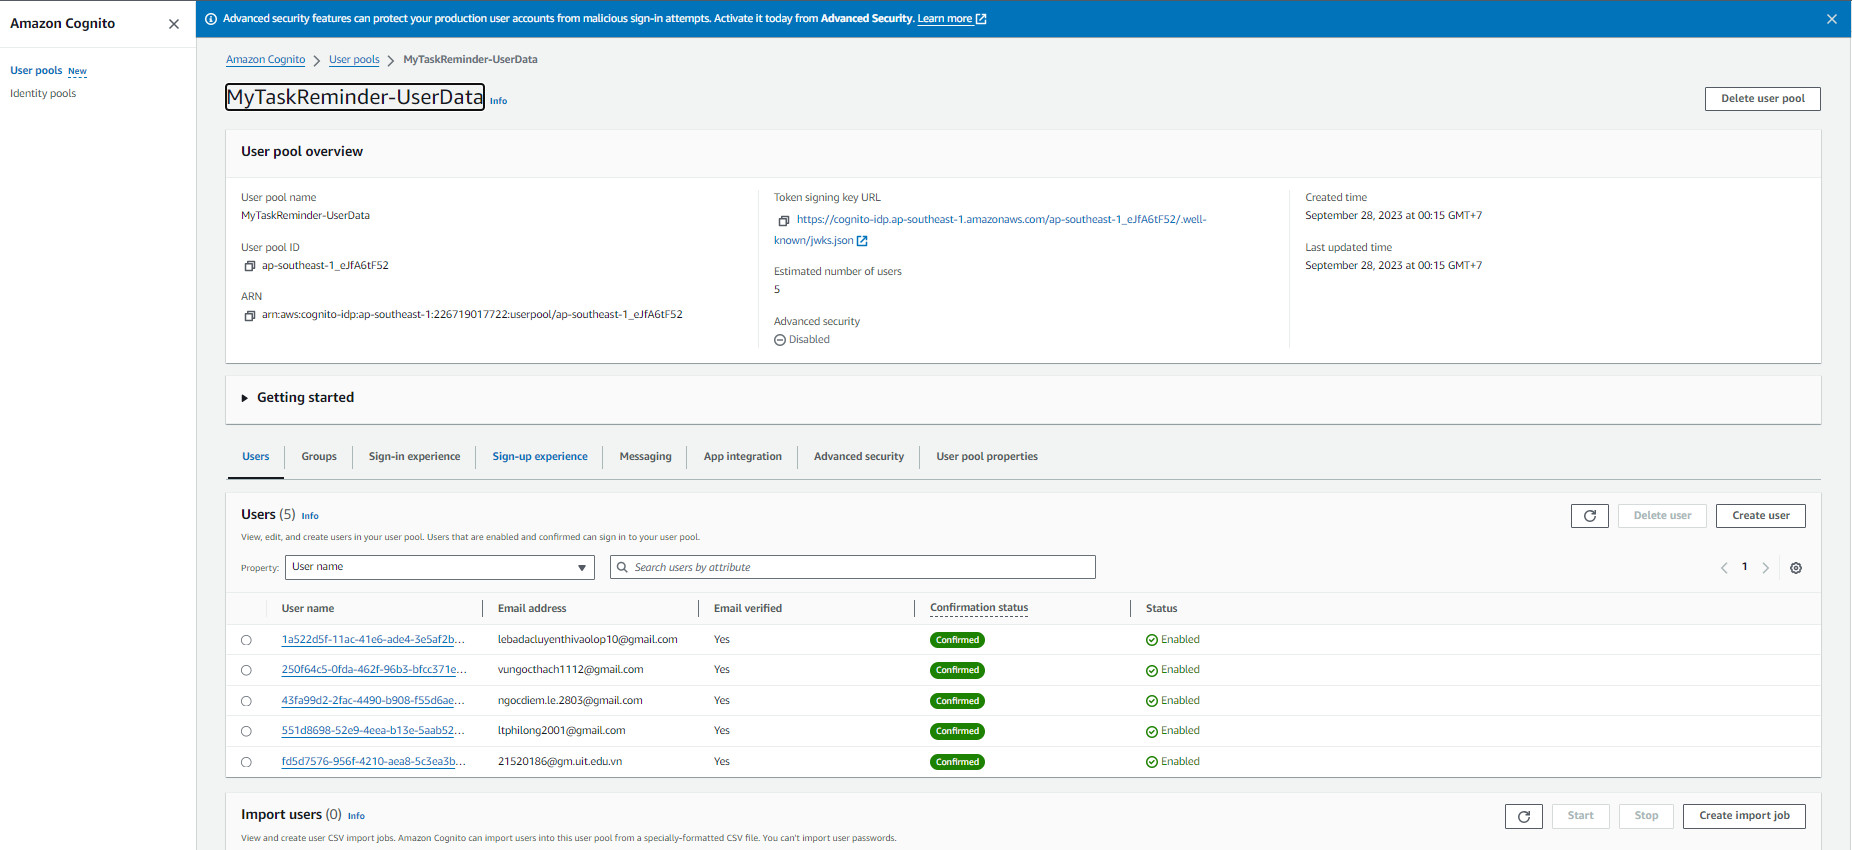 Amazon Cognito
User pools New
Identity pools
Advanced security features can protect your production user accounts from malicious sign-in attempts. Activate it today from Advanced Security. Learn more
Amazon Cognito > User pools > MyTaskReminder-UserData
MyTaskReminder-UserData Info
Delete user pool
User pool overview
User pool name
MyTaskReminder-UserData
User pool ID
ap-southeast-1_eJfA6tF52
ARN
arn:aws:cognito-idp:ap-southeast-1:226719017722:userpool/ap-southeast-1_eJfA6tF52
Token signing key URL
https://cognito-idp.ap-southeast-1.amazonaws.com/ap-southeast-1_eJfA6tF52/.well-
known/jwks.json
Estimated number of users
5
Advanced security
Disabled
Created time
September 28, 2023 at 00:15 GMT+7
Last updated time
September 28, 2023 at 00:15 GMT+7
Getting started
Users Groups Sign-in experience Sign-up experience Messaging App integration Advanced security User pool properties
Users (5) Info
Delete user Create user
View, edit, and create users in your user pool. Users that are enabled and confirmed can sign in to your user pool.
Property: User name Search users by attribute 1
User name Email address Email verified Confirmation status Status
1a522d5f-11ac-41e6-ade4-3e5af2b... lebadacluyenthivaolop10@gmail.com Yes Confirmed Enabled
250f64c5-0fda-462f-96b3-bfcc371e... vungocthach1112@gmail.com Yes Confirmed Enabled
43fa99d2-2fac-4490-b908-f55d6ae... ngocdiem.le.2803@gmail.com Yes Confirmed Enabled
551d8698-52e9-4eea-b13e-5aab52... ltphilong2001@gmail.com Yes Confirmed Enabled
fd5d7576-956f-4210-aea8-5c3ea3b... 21520186@gm.uit.edu.vn Yes Confirmed Enabled
Import users (0) Info
Start Stop Create import job
View and create user CSV import jobs. Amazon Cognito can import users into this user pool from a specially-formatted CSV file. You can't import user passwords.